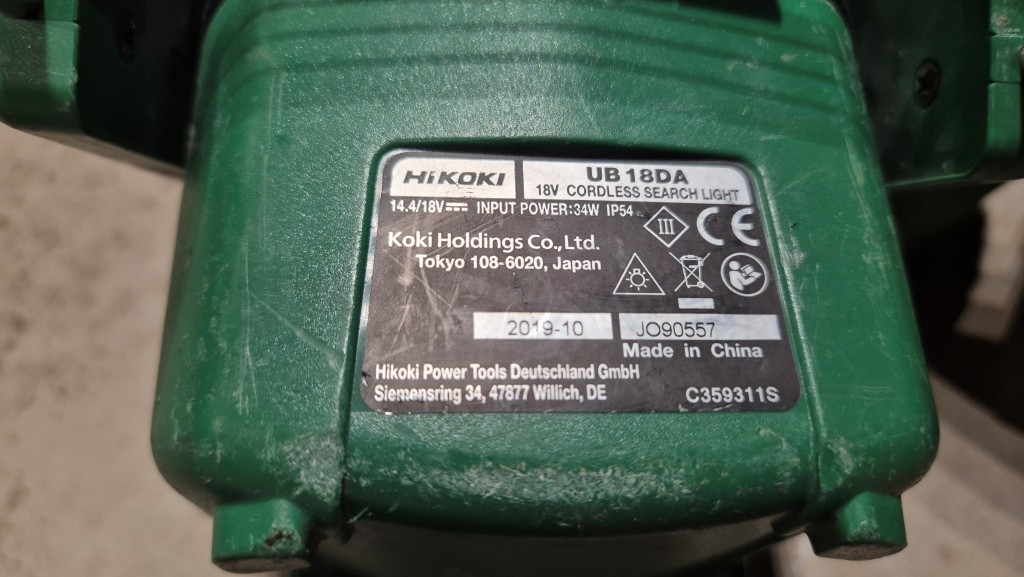 HiKOKI
UB 18DA
18V CORDLESS SEARCH LIGHT
14.4/18V⎓ INPUT POWER:34W IP54
III
CE
Koki Holdings Co., Ltd.
Tokyo 108-6020, Japan
2019-10
JO90557
Made in China
Hikoki Power Tools Deutschland GmbH
Siemensring 34, 47877 Willich, DE
C359311S